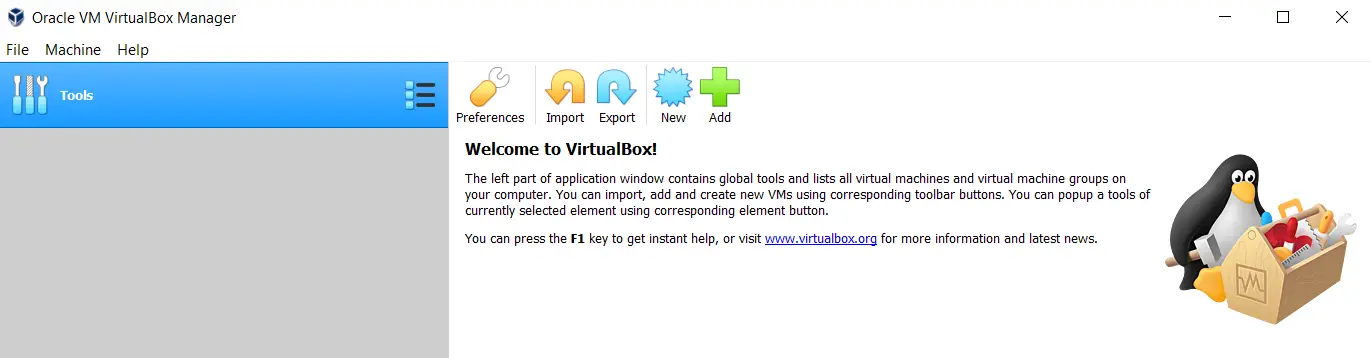 Oracle VM VirtualBox Manager
File Machine Help
Tools
Preferences Import Export New Add
Welcome to VirtualBox!
The left part of application window contains global tools and lists all virtual machines and virtual machine groups on
your computer. You can import, add and create new VMs using corresponding toolbar buttons. You can popup a tools of
currently selected element using corresponding element button.
You can press the F1 key to get instant help, or visit www.virtualbox.org for more information and latest news.